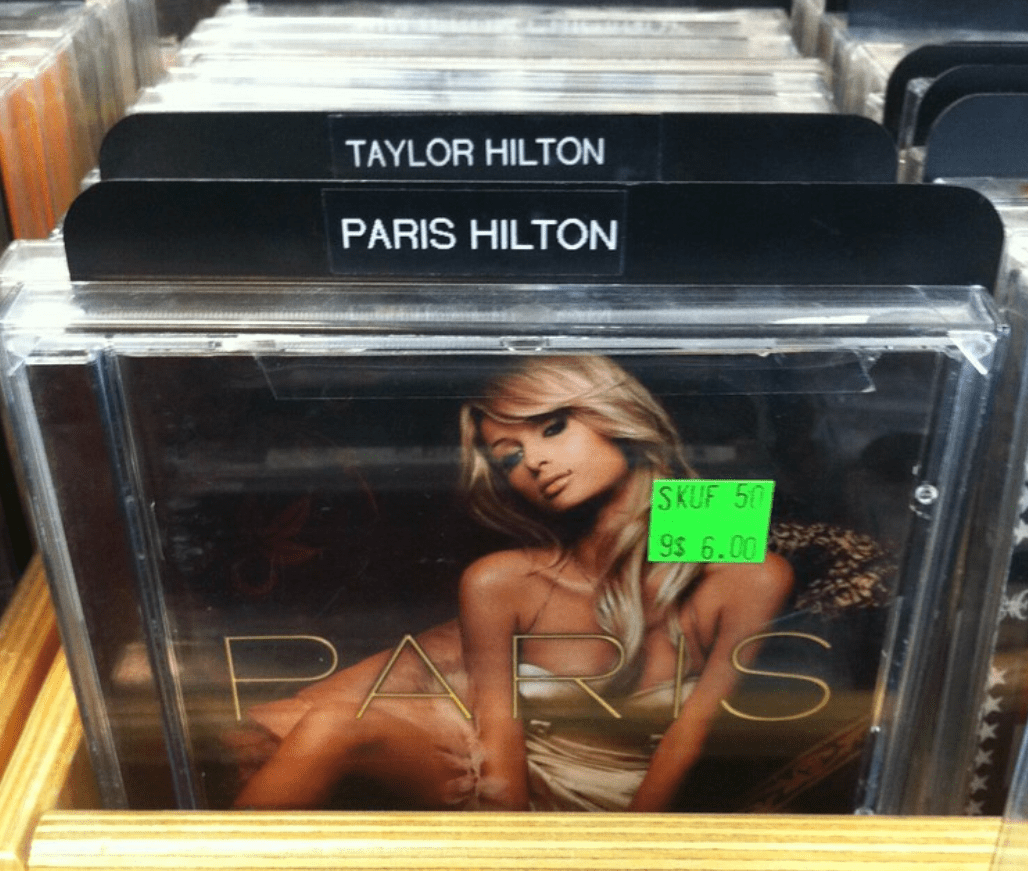 TAYLOR HILTON
PARIS HILTON
SKUF 50
9$ 6.00
PARIS